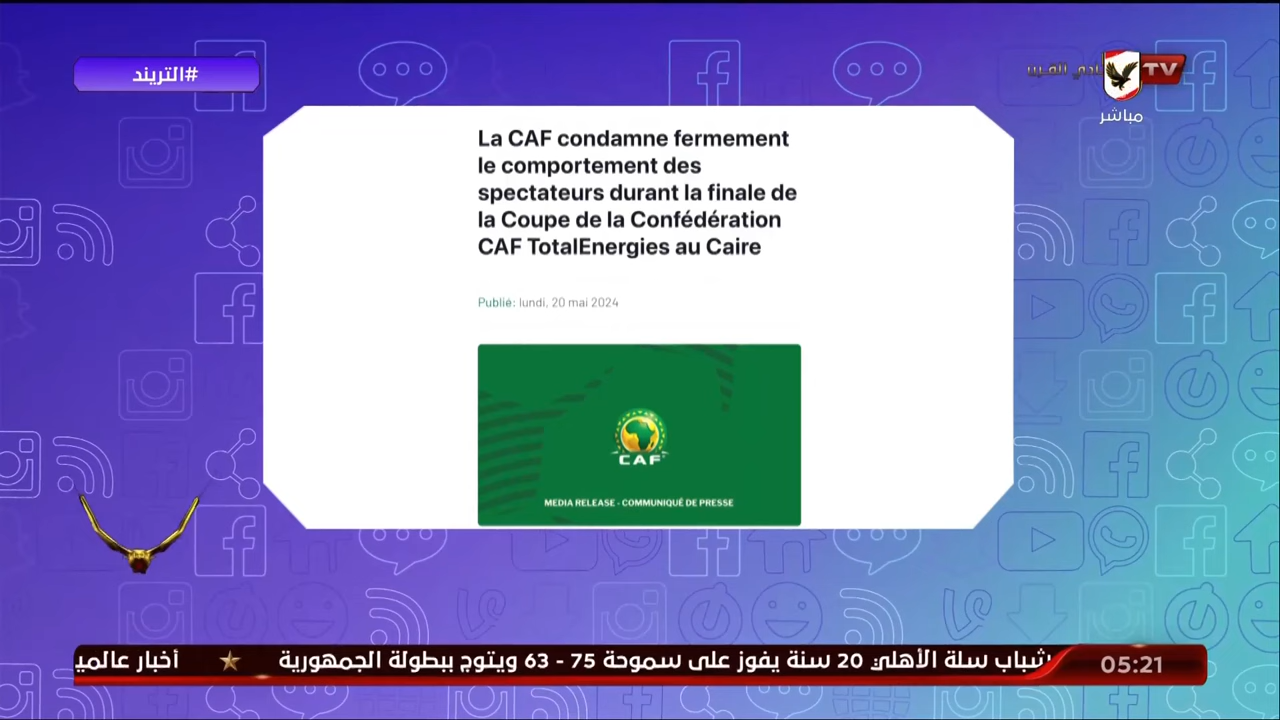 #التريند
نادي القرن
TV
مباشر
La CAF condamne fermement
le comportement des
spectateurs durant la finale de
la Coupe de la Confédération
CAF TotalEnergies au Caire
Publié: lundi, 20 mai 2024
CAF
MEDIA RELEASE - COMMUNIQUÉ DE PRESSE
05:21
شباب سلة الأهلي 20 سنة يفوز على سموحة 75 - 63 ويتوج ببطولة الجمهورية
أخبار